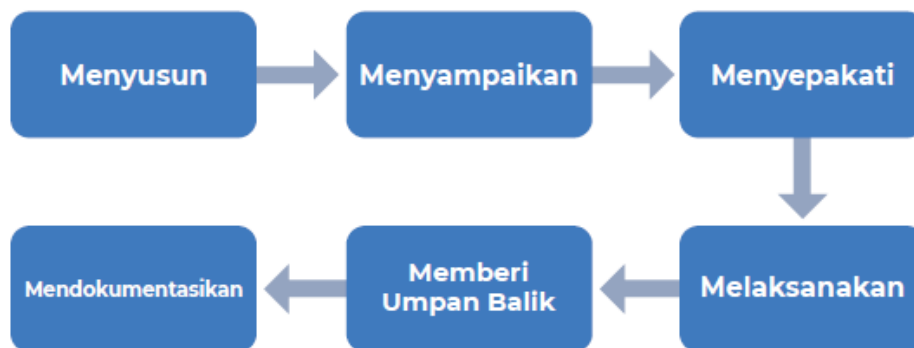 Menyusun
Menyampaikan
Menyepakati
Melaksanakan
Memberi
Umpan Balik
Mendokumentasikan